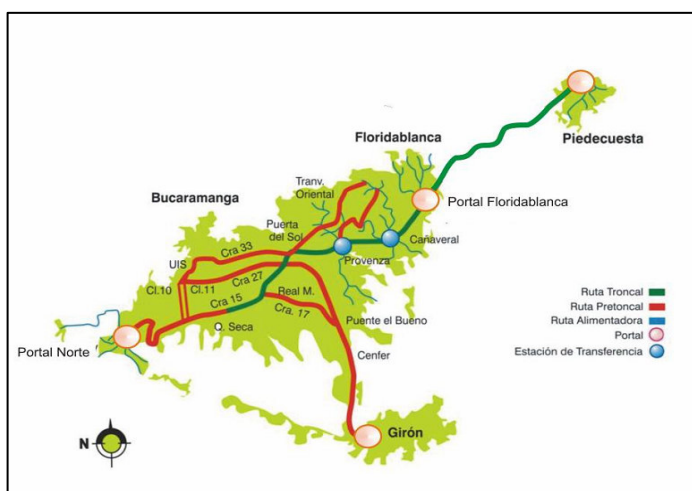 Piedecuesta
Floridablanca
Portal Floridablanca
Tranv.
Oriental
Bucaramanga
Puerta
del Sol
Cañaveral
Provenza
UIS
Cra 33
Cl.10
Cl.11
Cra 27
Cra 15
Real M.
Cra. 17
Q. Seca
Puente el Bueno
Portal Norte
Cenfer
Girón
N
Ruta Troncal
Ruta Pretoncal
Ruta Alimentadora
Portal
Estación de Transferencia